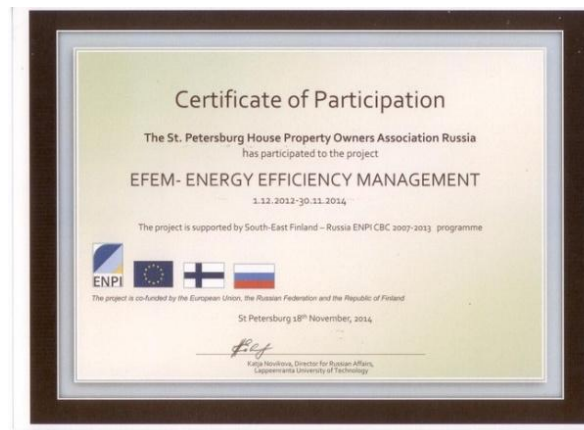 Certificate of Participation
The St. Petersburg House Property Owners Association Russia
has participated to the project
EFEM- ENERGY EFFICIENCY MANAGEMENT
1.12.2012-30.11.2014
The project is supported by South-East Finland – Russia ENPI CBC 2007-2013 programme
ENPI
The project is co-funded by the European Union, the Russian Federation and the Republic of Finland
St Petersburg 18th November, 2014
Katja Novikova, Director for Russian Affairs,
Lappeenranta University of Technology